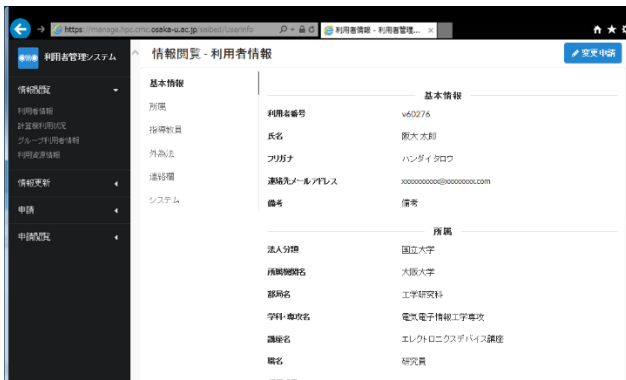 https://manage.hpc.cmc.osaka-u.ac.jp/saibed/UserInfo
利用者情報 - 利用者管理...
利用者管理システム
情報閲覧 - 利用者情報
変更申請
情報閲覧
利用者情報
計算機利用状況
グループ利用者情報
利用資源情報
情報更新
申請
申請閲覧
基本情報
所属
指導教員
外為法
連絡欄
システム
基本情報
利用者番号 v60276
氏名 阪大 太郎
フリガナ ハンダイ タロウ
連絡先メールアドレス
備考 備考
所属
法人分類 国立大学
所属機関名 大阪大学
部局名 工学研究科
学科・専攻名 電気電子情報工学専攻
講座名 エレクトロニクスデバイス講座
職名 研究員